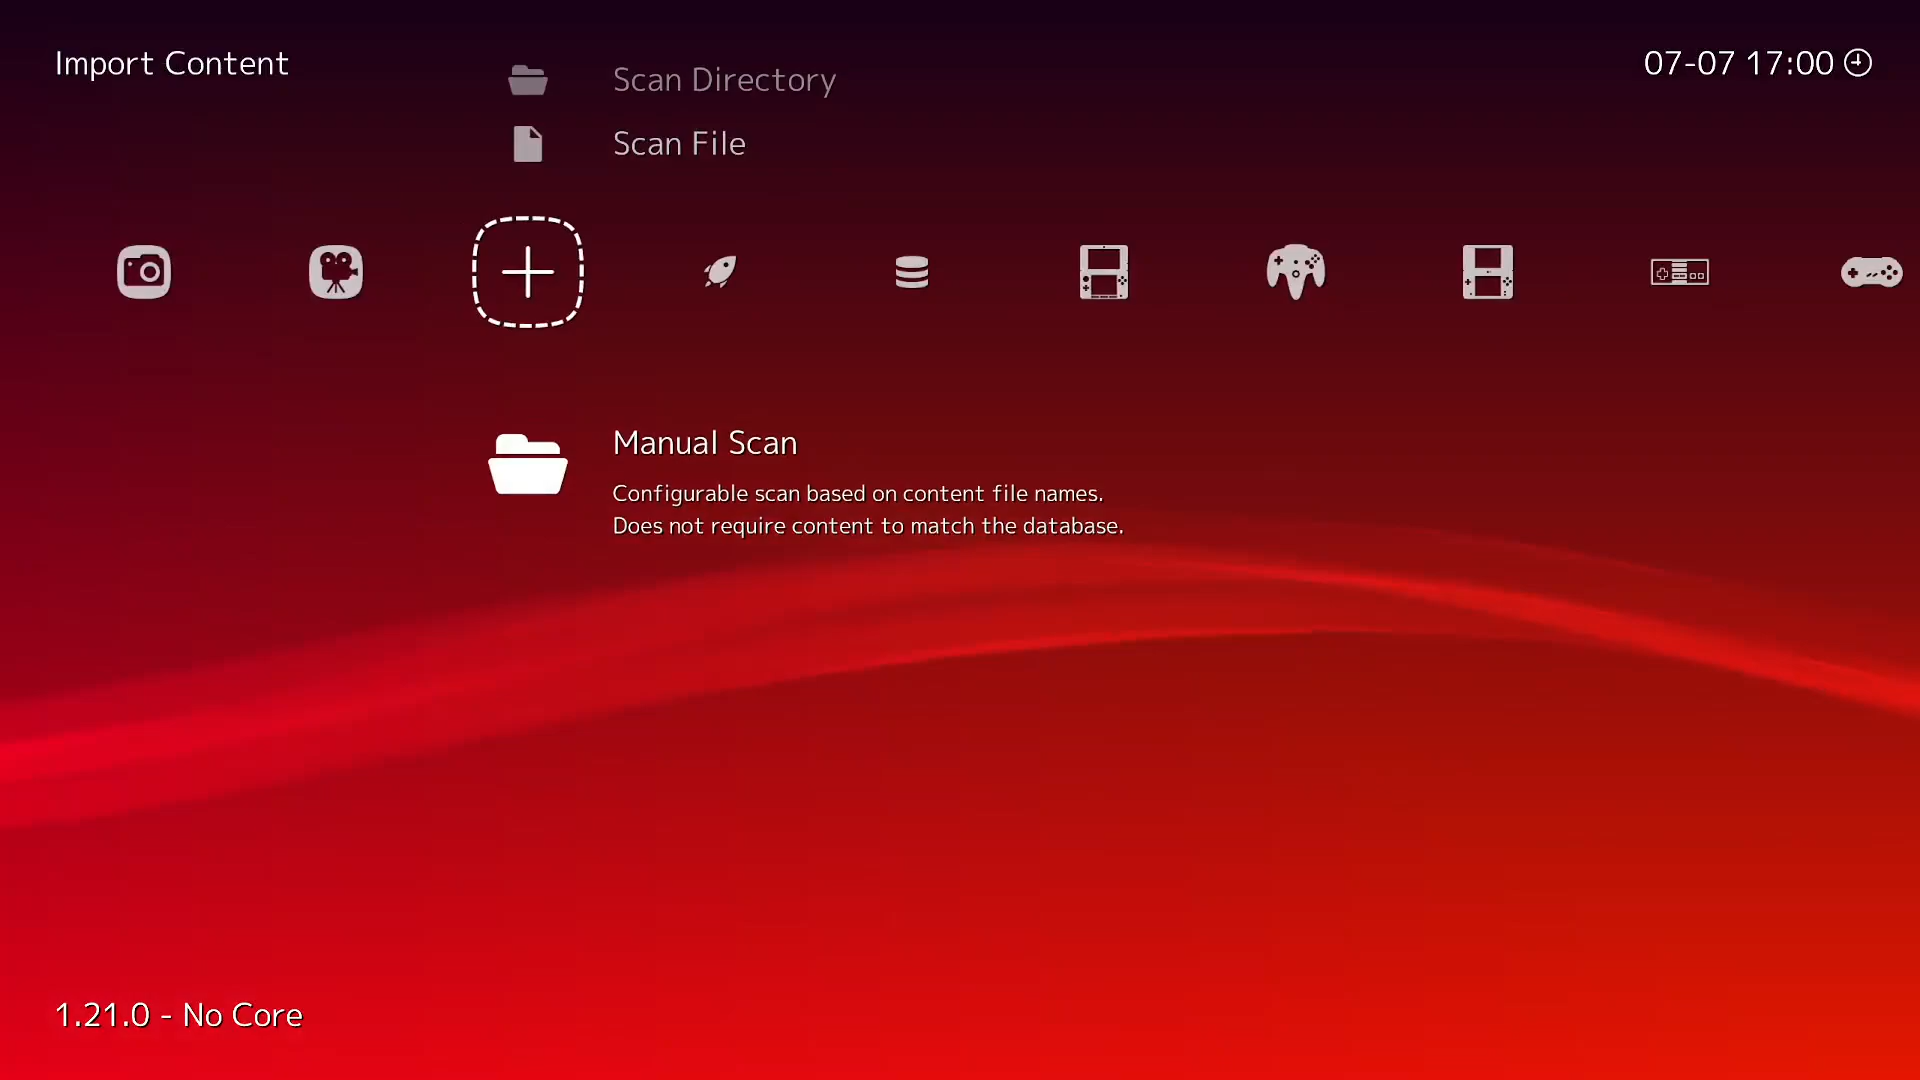 Import Content
07-07 17:00
Scan Directory
Scan File
Manual Scan
Configurable scan based on content file names.
Does not require content to match the database.
1.21.0 - No Core